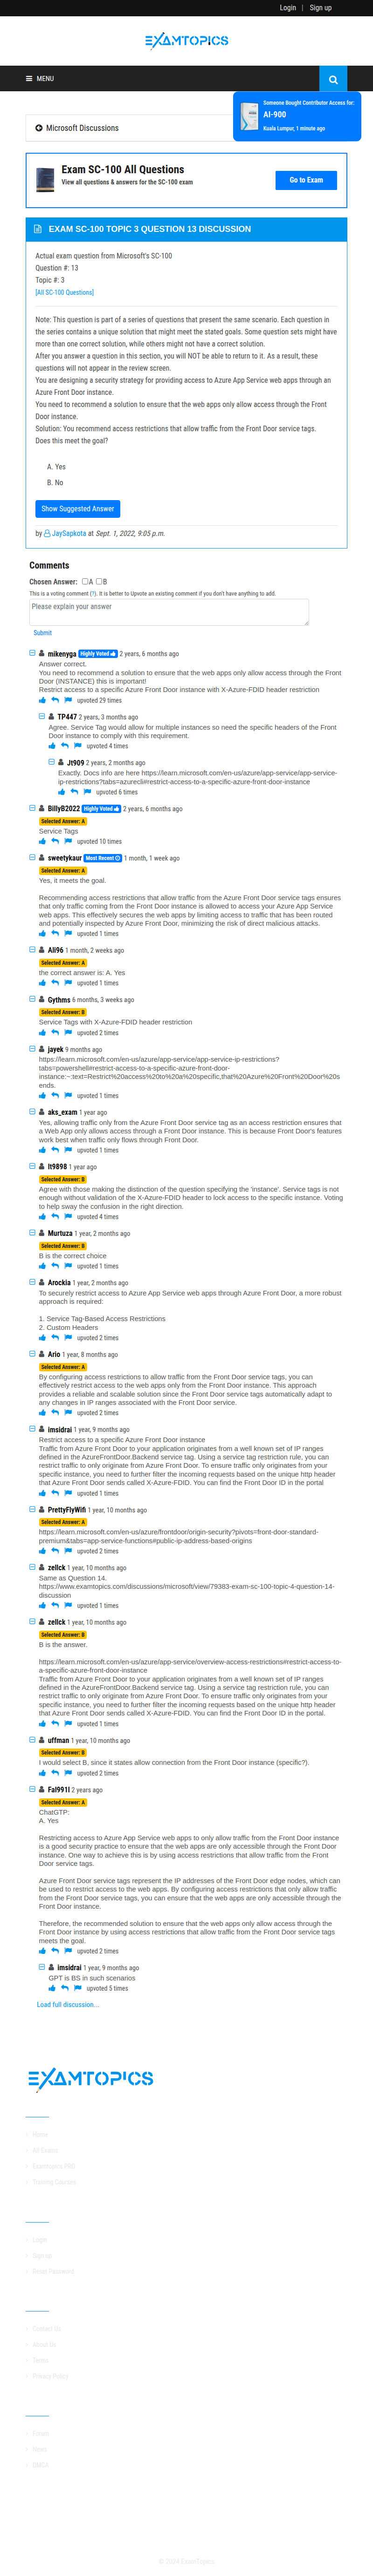 Login | Sign up
EXAMTOPICS
MENU
Someone Bought Contributor Access for:
AI-900
Kuala Lumpur, 1 minute ago
Microsoft Discussions
Exam SC-100 All Questions
View all questions & answers for the SC-100 exam
Go to Exam
EXAM SC-100 TOPIC 3 QUESTION 13 DISCUSSION
Actual exam question from Microsoft's SC-100
Question #: 13
Topic #: 3
[All SC-100 Questions]
Note: This question is part of a series of questions that present the same scenario. Each question in
the series contains a unique solution that might meet the stated goals. Some question sets might have
more than one correct solution, while others might not have a correct solution.
After you answer a question in this section, you will NOT be able to return to it. As a result, these
questions will not appear in the review screen.
You are designing a security strategy for providing access to Azure App Service web apps through an
Azure Front Door instance.
You need to recommend a solution to ensure that the web apps only allow access through the Front
Door instance.
Solution: You recommend access restrictions that allow traffic from the Front Door service tags.
Does this meet the goal?
A. Yes
B. No
Show Suggested Answer
by JaySapkota at Sept. 1, 2022, 9:05 p.m.
Comments
Chosen Answer: A B
This is a voting comment (?). It is better to Upvote an existing comment if you don't have anything to add.
Please explain your answer
Submit
mikenyga Highly Voted 2 years, 6 months ago
Answer correct.
You need to recommend a solution to ensure that the web apps only allow access through the Front
Door (INSTANCE) this is important!
Restrict access to a specific Azure Front Door instance with X-Azure-FDID header restriction
upvoted 29 times
TP447 2 years, 3 months ago
Agree. Service Tag would allow for multiple instances so need the specific headers of the Front
Door instance to comply with this requirement.
upvoted 4 times
Jt909 2 years, 2 months ago
Exactly. Docs info are here https://learn.microsoft.com/en-us/azure/app-service/app-service-
ip-restrictions?tabs=azurecli#restrict-access-to-a-specific-azure-front-door-instance
upvoted 6 times
BillyB2022 Highly Voted 2 years, 6 months ago
Selected Answer: A
Service Tags
upvoted 10 times
sweetykaur Most Recent 1 month, 1 week ago
Selected Answer: A
Yes, it meets the goal.
Recommending access restrictions that allow traffic from the Azure Front Door service tags ensures
that only traffic coming from the Front Door instance is allowed to access your Azure App Service
web apps. This effectively secures the web apps by limiting access to traffic that has been routed
and potentially inspected by Azure Front Door, minimizing the risk of direct malicious attacks.
upvoted 1 times
Ali96 1 month, 2 weeks ago
Selected Answer: A
the correct answer is: A. Yes
upvoted 1 times
Gythms 6 months, 3 weeks ago
Selected Answer: B
Service Tags with X-Azure-FDID header restriction
upvoted 2 times
jayek 9 months ago
https://learn.microsoft.com/en-us/azure/app-service/app-service-ip-restrictions?
tabs=powershell#restrict-access-to-a-specific-azure-front-door-
instance:~:text=Restrict%20access%20to%20a%20specific,that%20Azure%20Front%20Door%20s
ends.
upvoted 1 times
aks_exam 1 year ago
Yes, allowing traffic only from the Azure Front Door service tag as an access restriction ensures that
a Web App only allows access through a Front Door instance. This is because Front Door's features
work best when traffic only flows through Front Door.
upvoted 1 times
lt9898 1 year ago
Selected Answer: B
Agree with those making the distinction of the question specifying the 'instance'. Service tags is not
enough without validation of the X-Azure-FDID header to lock access to the specific instance. Voting
to help sway the confusion in the right direction.
upvoted 4 times
Murtuza 1 year, 2 months ago
Selected Answer: B
B is the correct choice
upvoted 1 times
Arockia 1 year, 2 months ago
To securely restrict access to Azure App Service web apps through Azure Front Door, a more robust
approach is required:
1. Service Tag-Based Access Restrictions
2. Custom Headers
upvoted 2 times
Ario 1 year, 8 months ago
Selected Answer: A
By configuring access restrictions to allow traffic from the Front Door service tags, you can
effectively restrict access to the web apps only from the Front Door instance. This approach
provides a reliable and scalable solution since the Front Door service tags automatically adapt to
any changes in IP ranges associated with the Front Door service.
upvoted 2 times
imsidrai 1 year, 9 months ago
Restrict access to a specific Azure Front Door instance
Traffic from Azure Front Door to your application originates from a well known set of IP ranges
defined in the AzureFrontDoor.Backend service tag. Using a service tag restriction rule, you can
restrict traffic to only originate from Azure Front Door. To ensure traffic only originates from your
specific instance, you need to further filter the incoming requests based on the unique http header
that Azure Front Door sends called X-Azure-FDID. You can find the Front Door ID in the portal
upvoted 1 times
PrettyFlyWifi 1 year, 10 months ago
Selected Answer: A
https://learn.microsoft.com/en-us/azure/frontdoor/origin-security?pivots=front-door-standard-
premium&tabs=app-service-functions#public-ip-address-based-origins
upvoted 2 times
zellck 1 year, 10 months ago
Same as Question 14.
https://www.examtopics.com/discussions/microsoft/view/79383-exam-sc-100-topic-4-question-14-
discussion
upvoted 1 times
zellck 1 year, 10 months ago
Selected Answer: B
B is the answer.
https://learn.microsoft.com/en-us/azure/app-service/overview-access-restrictions#restrict-access-to-
a-specific-azure-front-door-instance
Traffic from Azure Front Door to your application originates from a well known set of IP ranges
defined in the AzureFrontDoor.Backend service tag. Using a service tag restriction rule, you can
restrict traffic to only originate from Azure Front Door. To ensure traffic only originates from your
specific instance, you need to further filter the incoming requests based on the unique http header
that Azure Front Door sends called X-Azure-FDID. You can find the Front Door ID in the portal.
upvoted 1 times
uffman 1 year, 10 months ago
Selected Answer: B
I would select B, since it states allow connection from the Front Door instance (specific?).
upvoted 2 times
Fal991l 2 years ago
Selected Answer: A
ChatGTP:
A. Yes
Restricting access to Azure App Service web apps to only allow traffic from the Front Door instance
is a good security practice to ensure that the web apps are only accessible through the Front Door
instance. One way to achieve this is by using access restrictions that allow traffic from the Front
Door service tags.
Azure Front Door service tags represent the IP addresses of the Front Door edge nodes, which can
be used to restrict access to the web apps. By configuring access restrictions that only allow traffic
from the Front Door service tags, you can ensure that the web apps are only accessible through the
Front Door instance.
Therefore, the recommended solution to ensure that the web apps only allow access through the
Front Door instance by using access restrictions that allow traffic from the Front Door service tags
meets the goal.
upvoted 2 times
imsidrai 1 year, 9 months ago
GPT is BS in such scenarios
upvoted 5 times
Load full discussion...
EXAMTOPICS
Home
All Exams
Examtopics PRO
Training Courses
Login
Sign up
Reset Password
Contact Us
About Us
Terms
Privacy Policy
Forum
News
DMCA
© 2024 ExamTopics